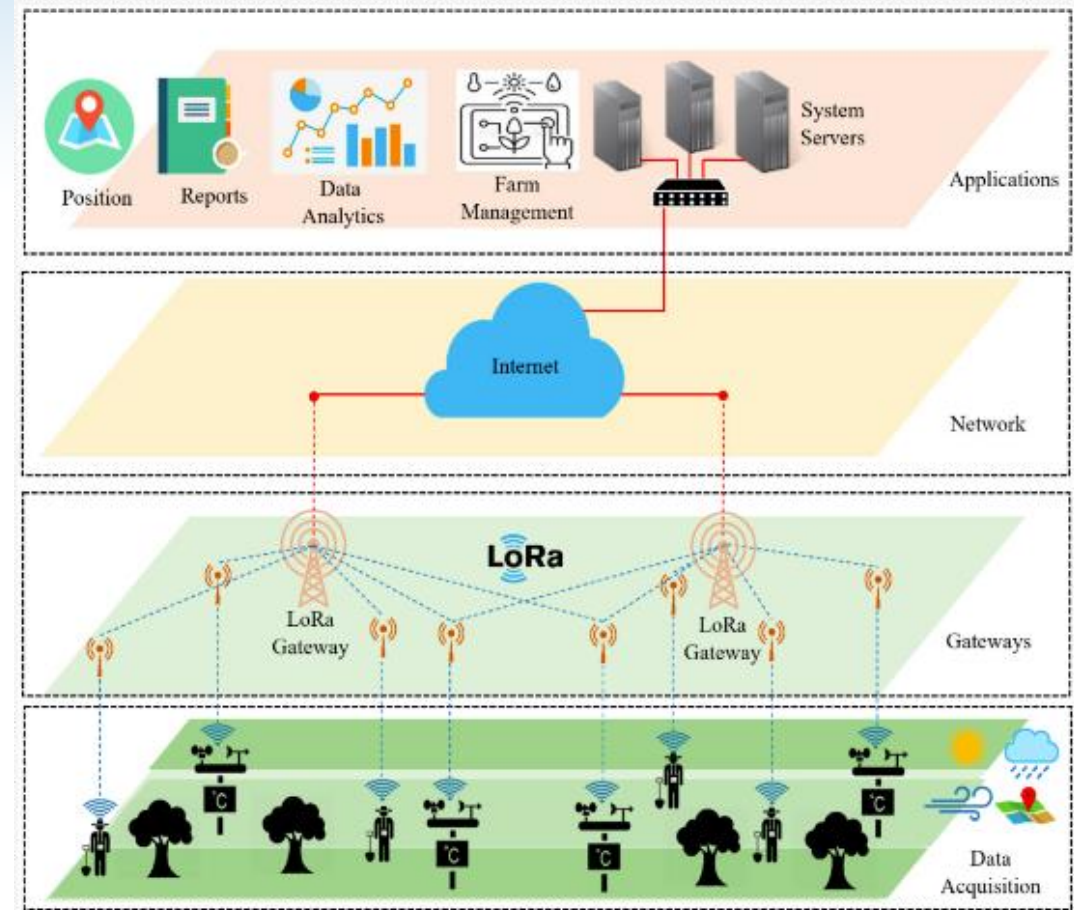 Position
Reports
Data
Analytics
Farm
Management
System
Servers
Applications
Internet
Network
LoRa
LoRa
Gateway
LoRa
Gateway
Gateways
°C
°C
°C
°C
Data
Acquisition